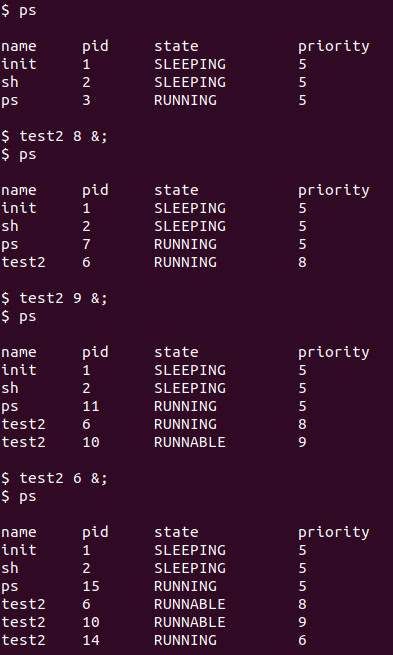 $ ps
name pid state priority
init 1 SLEEPING 5
sh 2 SLEEPING 5
ps 3 RUNNING 5
$ test2 8 &;
$ ps
name pid state priority
init 1 SLEEPING 5
sh 2 SLEEPING 5
ps 7 RUNNING 5
test2 6 RUNNING 8
$ test2 9 &;
$ ps
name pid state priority
init 1 SLEEPING 5
sh 2 SLEEPING 5
ps 11 RUNNING 5
test2 6 RUNNING 8
test2 10 RUNNABLE 9
$ test2 6 &;
$ ps
name pid state priority
init 1 SLEEPING 5
sh 2 SLEEPING 5
ps 15 RUNNING 5
test2 6 RUNNABLE 8
test2 10 RUNNABLE 9
test2 14 RUNNING 6